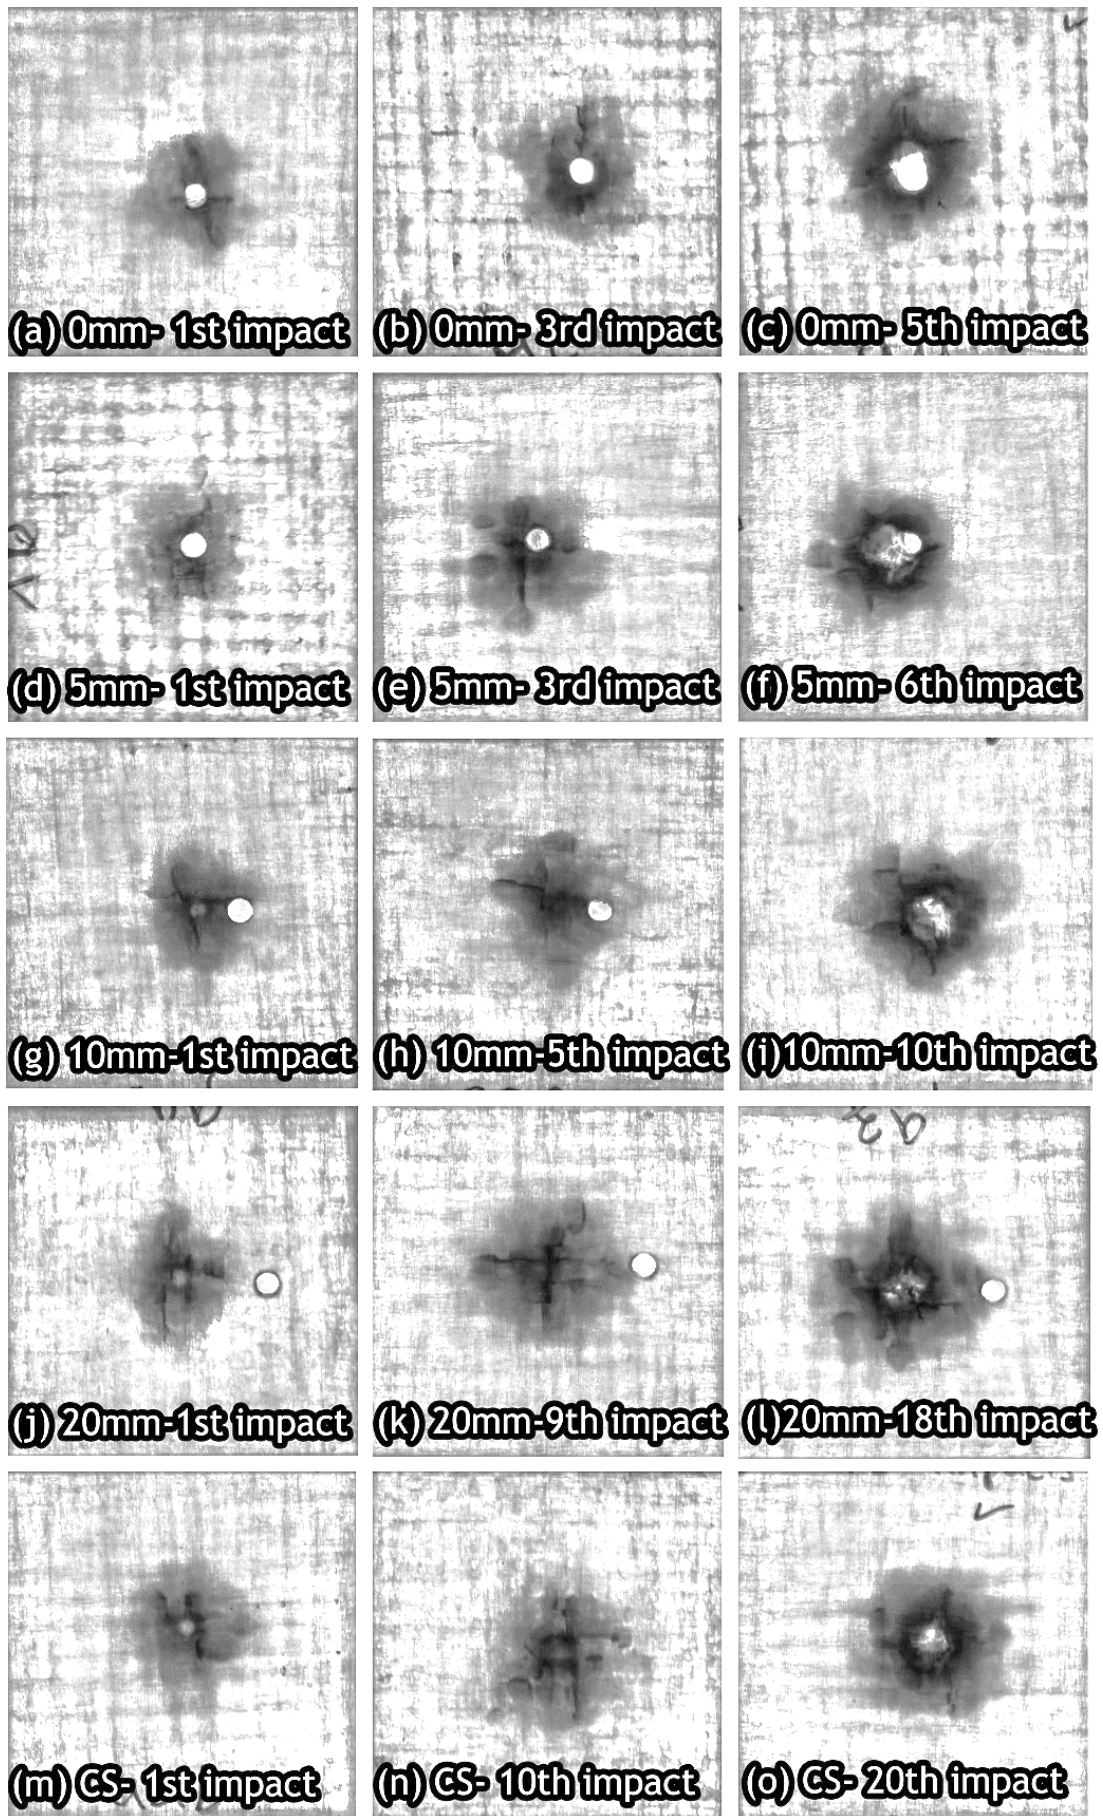 (a) 0mm- 1st impact
(b) 0mm- 3rd impact
(c) 0mm- 5th impact
(d) 5mm- 1st impact
(e) 5mm- 3rd impact
(f) 5mm- 6th impact
(g) 10mm-1st impact
(h) 10mm-5th impact
(i)10mm-10th impact
(j) 20mm-1st impact
(k) 20mm-9th impact
(l)20mm-18th impact
(m) CS- 1st impact
(n) CS- 10th impact
(o) CS- 20th impact